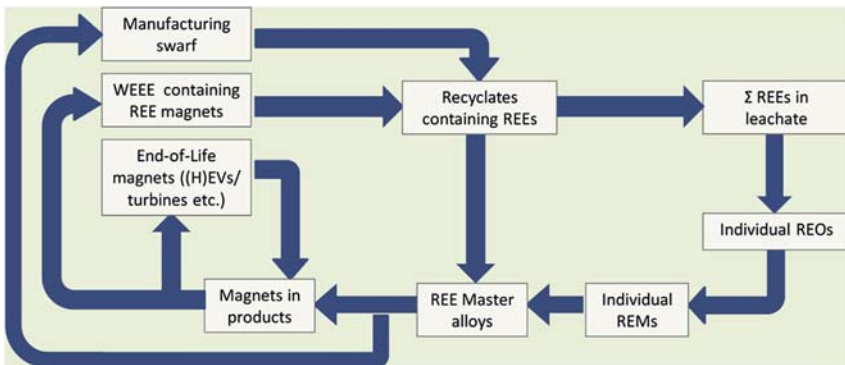 Manufacturing
swarf
WEEE containing
REE magnets
Recyclates
containing REEs
Σ REEs in
leachate
End-of-Life
magnets ((H)EVs/
turbines etc.)
Individual REOs
Magnets in
products
REE Master
alloys
Individual
REMs